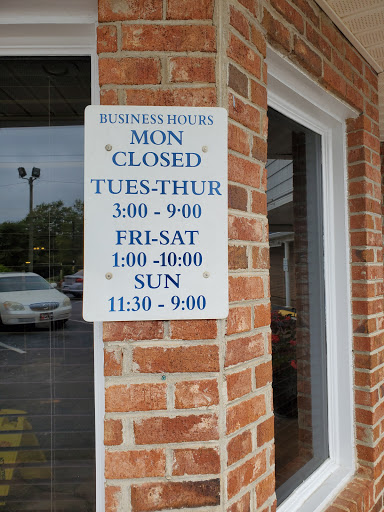 BUSINESS HOURS
MON
CLOSED
TUES-THUR
3:00 - 9:00
FRI-SAT
1:00 -10:00
SUN
11:30 - 9:00